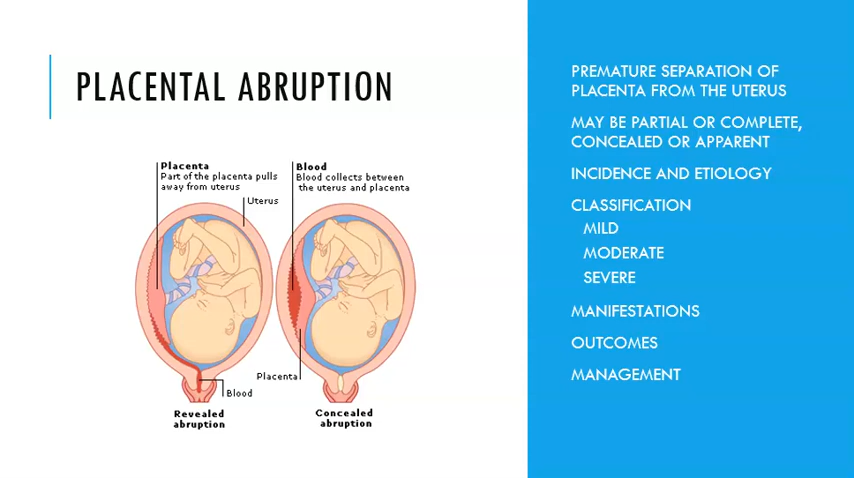 PLACENTAL ABRUPTION
Placenta
Part of the placenta pulls
away from uterus
Uterus
Blood
Blood collects between
the uterus and placenta
Placenta
Blood
Revealed
abruption
Concealed
abruption
PREMATURE SEPARATION OF
PLACENTA FROM THE UTERUS
MAY BE PARTIAL OR COMPLETE,
CONCEALED OR APPARENT
INCIDENCE AND ETIOLOGY
CLASSIFICATION
MILD
MODERATE
SEVERE
MANIFESTATIONS
OUTCOMES
MANAGEMENT